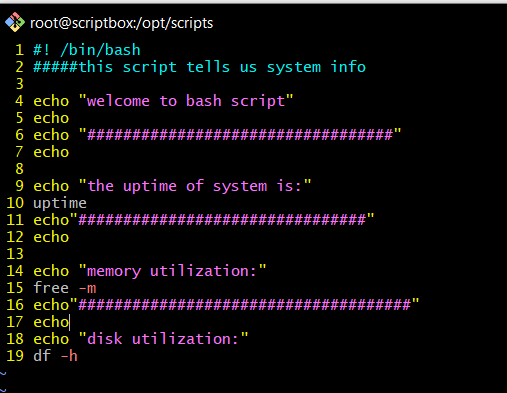 root@scriptbox:/opt/scripts
1 #! /bin/bash
2 #####this script tells us system info
3
4 echo "welcome to bash script"
5 echo
6 echo "##################################"
7 echo
8
9 echo "the uptime of system is:"
10 uptime
11 echo"################################"
12 echo
13
14 echo "memory utilization:"
15 free -m
16 echo"#####################################"
17 echo
18 echo "disk utilization:"
19 df -h
~
~